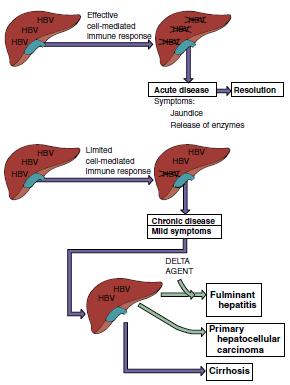 HBV
HBV
HBV
Effective
cell-mediated
immune response
HBV
HBV
HBV
Acute disease
Resolution
Symptoms:
Jaundice
Release of enzymes
HBV
HBV
HBV
Limited
cell-mediated
immune response
HBV
HBV
HBV
Chronic disease
Mild symptoms
DELTA
AGENT
HBV
HBV
Fulminant
hepatitis
Primary
hepatocellular
carcinoma
Cirrhosis